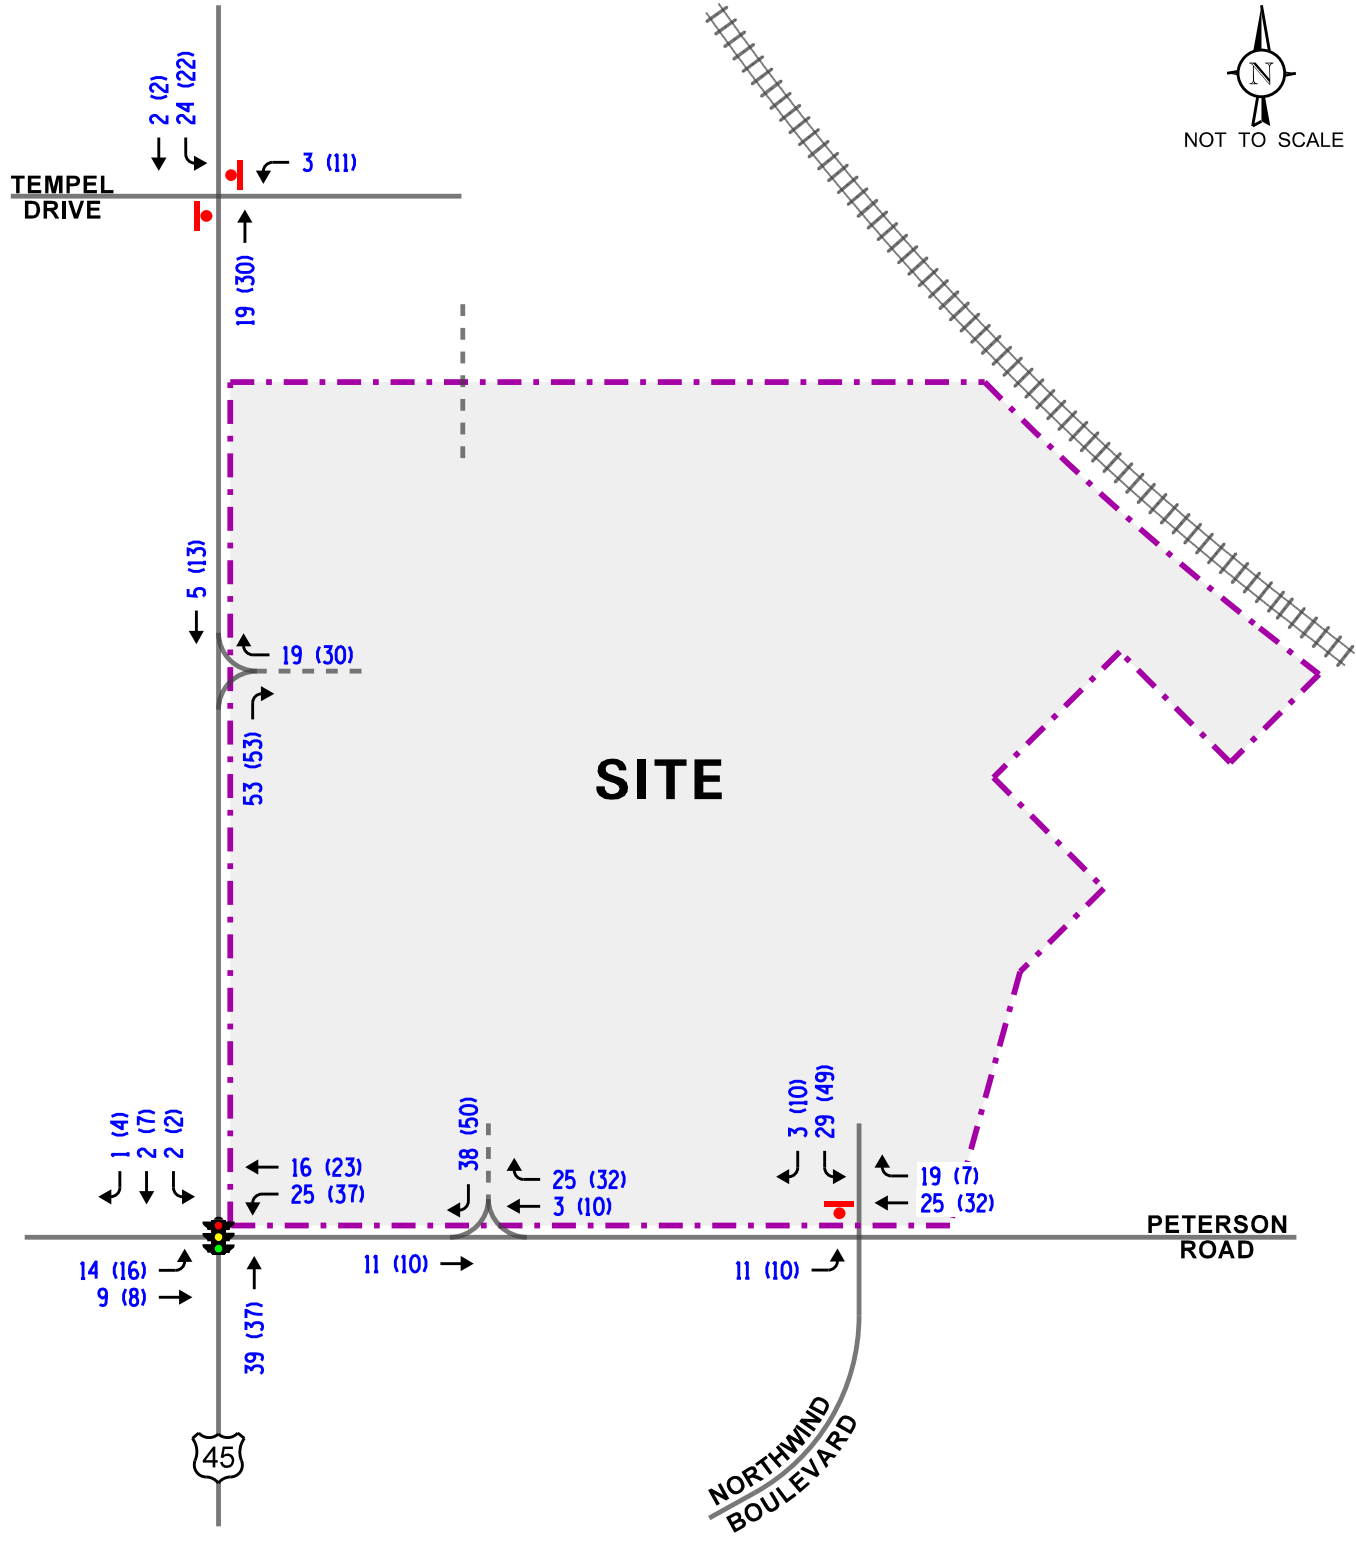 N
NOT TO SCALE
2 (2)
24 (22)
3 (11)
TEMPEL
DRIVE
19 (30)
5 (13)
19 (30)
53 (53)
SITE
1 (4)
2 (7)
2 (2)
16 (23)
25 (37)
38 (50)
25 (32)
3 (10)
3 (10)
29 (49)
19 (7)
25 (32)
PETERSON
ROAD
14 (16)
9 (8)
39 (37)
11 (10)
11 (10)
45
NORTHWIND
BOULEVARD